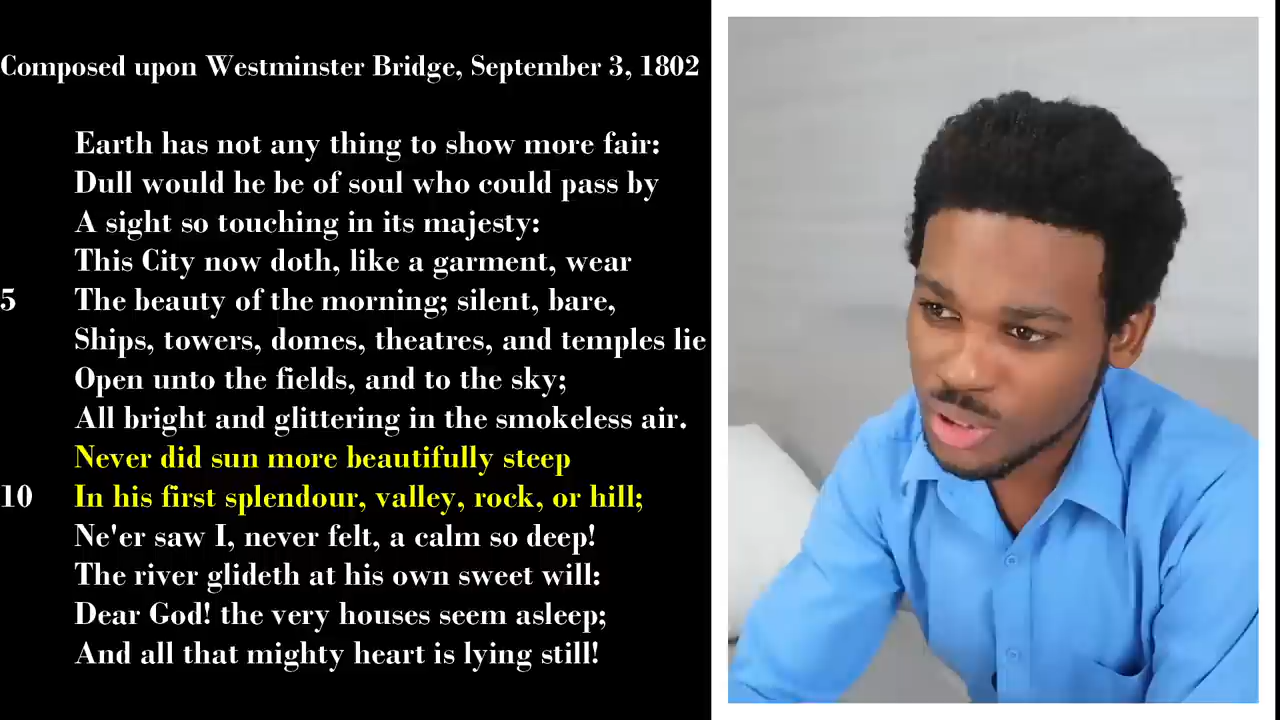 Composed upon Westminster Bridge, September 3, 1802
Earth has not any thing to show more fair:
Dull would he be of soul who could pass by
A sight so touching in its majesty:
This City now doth, like a garment, wear
5 The beauty of the morning; silent, bare,
Ships, towers, domes, theatres, and temples lie
Open unto the fields, and to the sky;
All bright and glittering in the smokeless air.
Never did sun more beautifully steep
10 In his first splendour, valley, rock, or hill;
Ne'er saw I, never felt, a calm so deep!
The river glideth at his own sweet will:
Dear God! the very houses seem asleep;
And all that mighty heart is lying still!